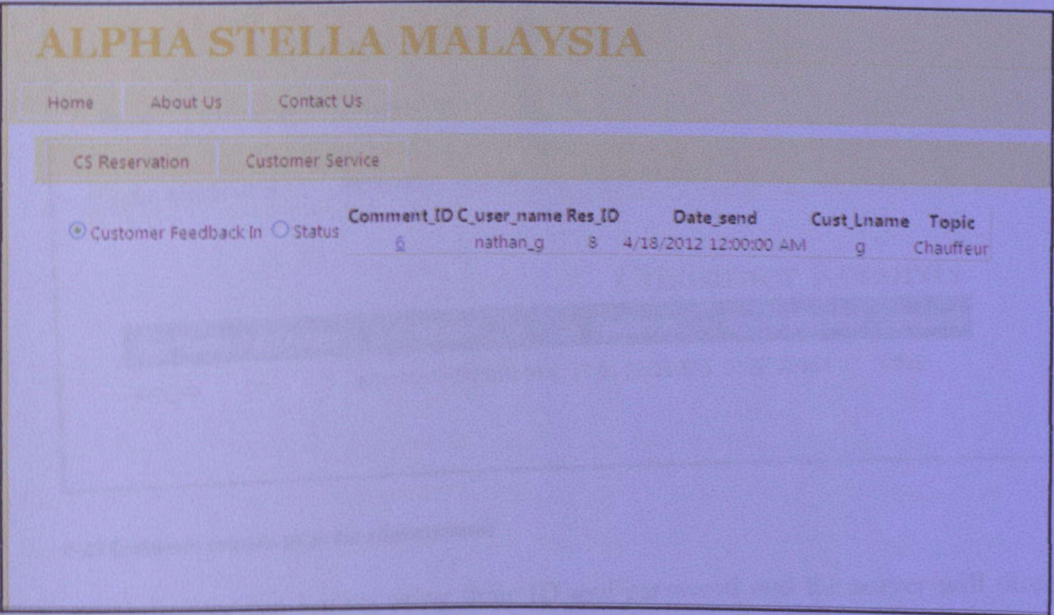 ALPHA STELLA MALAYSIA
Home About Us Contact Us
CS Reservation Customer Service
Customer Feedback In Status
Comment_ID C_user_name Res_ID Date_send Cust_Lname Topic
6 nathan_g 8 4/18/2012 12:00:00 AM g Chauffeur